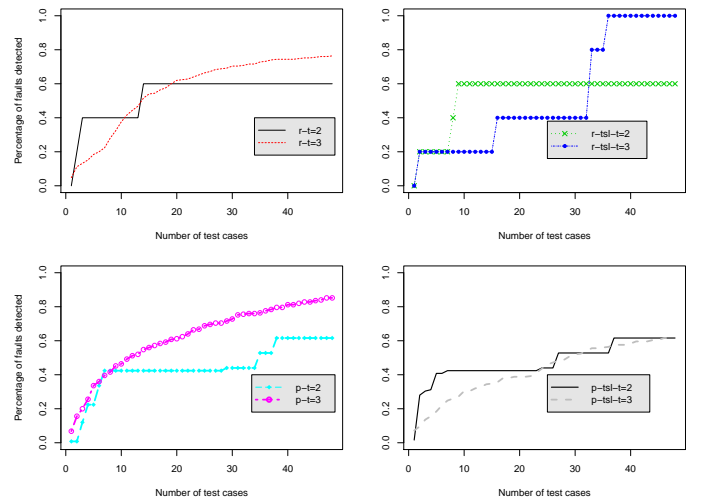 Percentage of faults detected
1.0
0.8
0.6
0.4
0.2
0.0
r−t=2
r−t=3
0 10 20 30 40
Number of test cases
1.0
0.8
0.6
0.4
0.2
0.0
r−tsl−t=2
r−tsl−t=3
0 10 20 30 40
Number of test cases
Percentage of faults detected
1.0
0.8
0.6
0.4
0.2
0.0
p−t=2
p−t=3
0 10 20 30 40
Number of test cases
1.0
0.8
0.6
0.4
0.2
0.0
p−tsl−t=2
p−tsl−t=3
0 10 20 30 40
Number of test cases